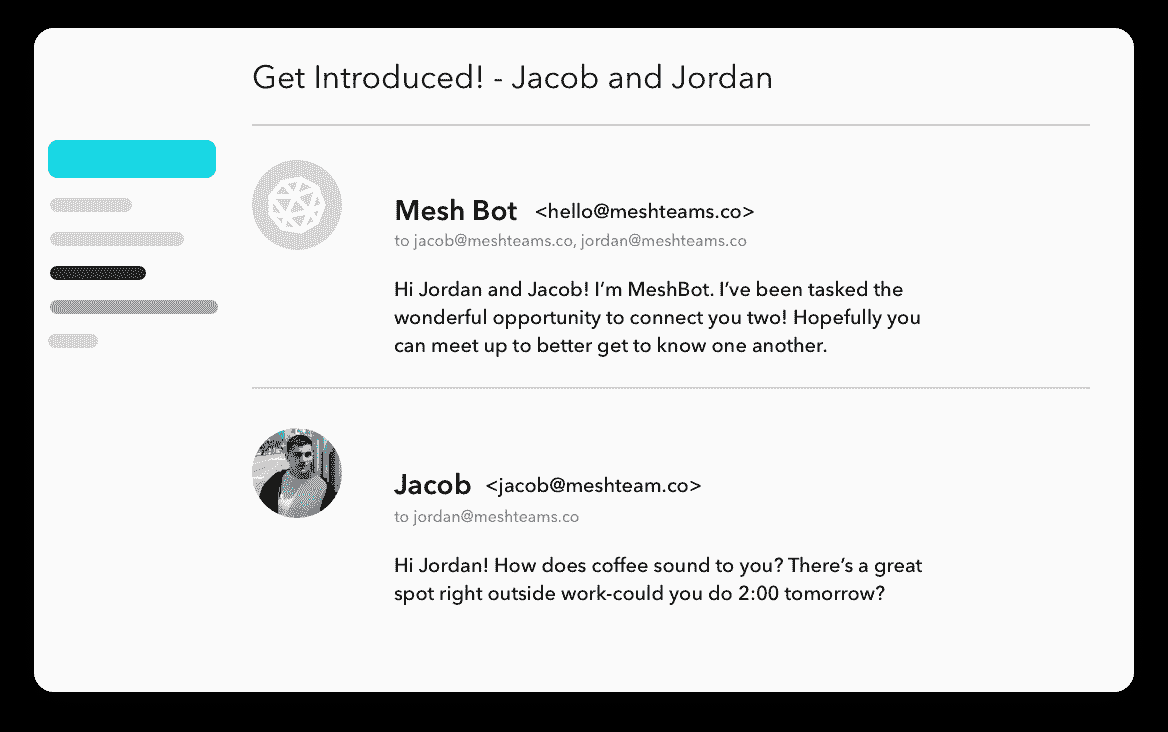 Get Introduced! - Jacob and Jordan
Mesh Bot <hello@meshteams.co>
to jacob@meshteams.co, jordan@meshteams.co
Hi Jordan and Jacob! I’m MeshBot. I’ve been tasked the
wonderful opportunity to connect you two! Hopefully you
can meet up to better get to know one another.
Jacob <jacob@meshteam.co>
to jordan@meshteams.co
Hi Jordan! How does coffee sound to you? There’s a great
spot right outside work-could you do 2:00 tomorrow?